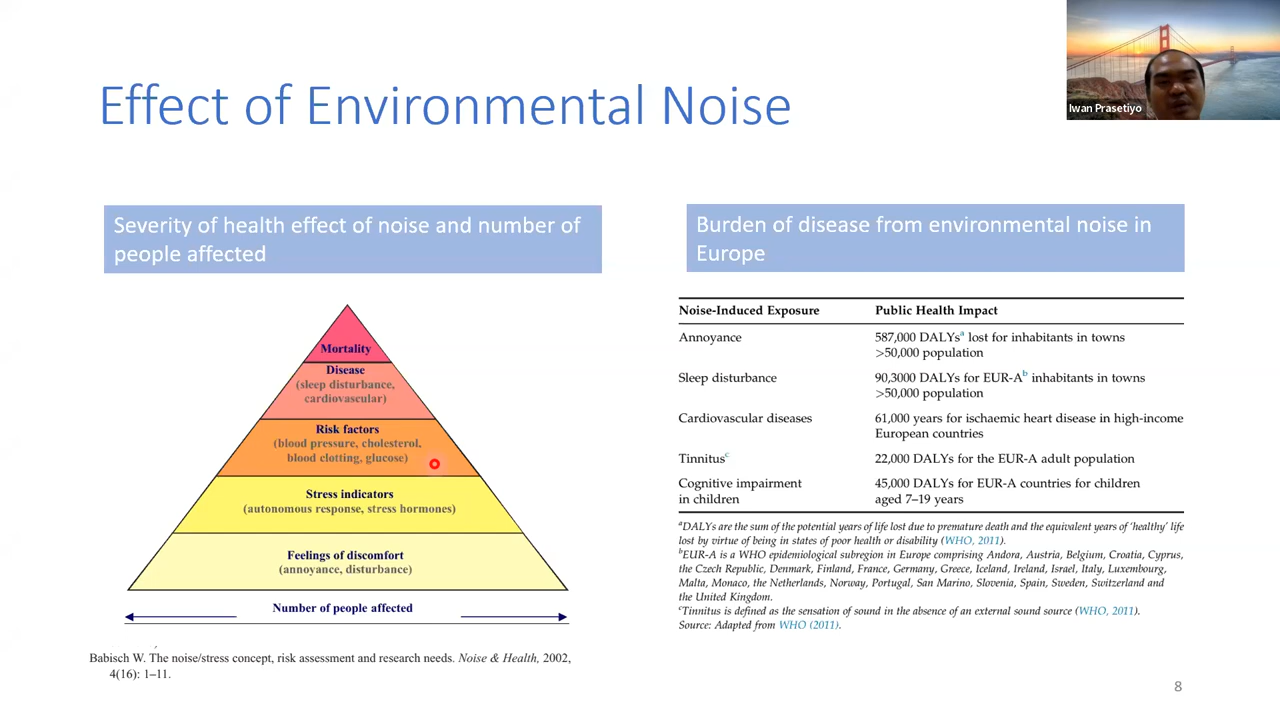 Effect of Environmental Noise
Iwan Prasetiyo
Severity of health effect of noise and number of
people affected
Mortality
Disease
(sleep disturbance,
cardiovascular)
Risk factors
(blood pressure, cholesterol,
blood clotting, glucose)
Stress indicators
(autonomous response, stress hormones)
Feelings of discomfort
(annoyance, disturbance)
Number of people affected
Babisch W. The noise/stress concept, risk assessment and research needs. Noise & Health, 2002,
4(16): 1–11.
Burden of disease from environmental noise in
Europe
Noise-Induced Exposure Public Health Impact
Annoyance 587,000 DALYsa lost for inhabitants in towns
>50,000 population
Sleep disturbance 90,3000 DALYs for EUR-Ab inhabitants in towns
>50,000 population
Cardiovascular diseases 61,000 years for ischaemic heart disease in high-income
European countries
Tinnitusc 22,000 DALYs for the EUR-A adult population
Cognitive impairment 45,000 DALYs for EUR-A countries for children
in children aged 7–19 years
aDALYs are the sum of the potential years of life lost due to premature death and the equivalent years of 'healthy' life
lost by virtue of being in states of poor health or disability (WHO, 2011).
bEUR-A is a WHO epidemiological subregion in Europe comprising Andora, Austria, Belgium, Croatia, Cyprus,
the Czech Republic, Denmark, Finland, France, Germany, Greece, Iceland, Ireland, Israel, Italy, Luxembourg,
Malta, Monaco, the Netherlands, Norway, Portugal, San Marino, Slovenia, Spain, Sweden, Switzerland and
the United Kingdom.
cTinnitus is defined as the sensation of sound in the absence of an external sound source (WHO, 2011).
Source: Adapted from WHO (2011).
8